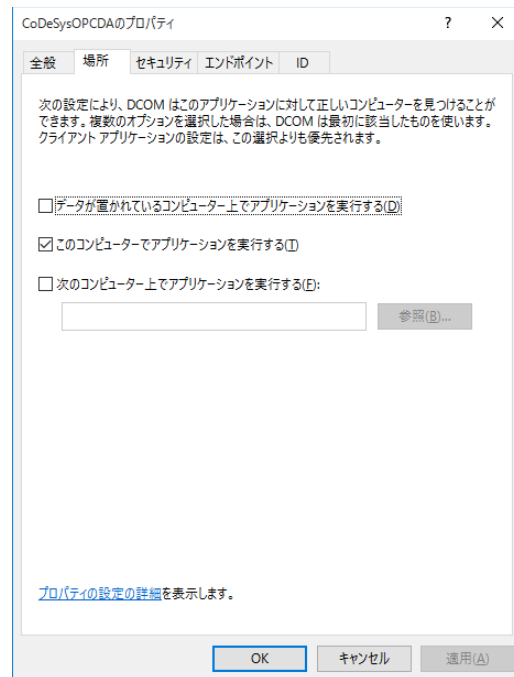 CoDeSysOPCDAのプロパティ ? ×
全般 場所 セキュリティ エンドポイント ID
次の設定により、DCOM はこのアプリケーションに対して正しいコンピューターを見つけることが
できます。複数のオプションを選択した場合は、DCOM は最初に該当したものを使います。
クライアント アプリケーションの設定は、この選択よりも優先されます。
データが置かれているコンピューター上でアプリケーションを実行する(D)
このコンピューターでアプリケーションを実行する(T)
次のコンピューター上でアプリケーションを実行する(F):
参照(B)...
プロパティの設定の詳細を表示します。
OK キャンセル 適用(A)